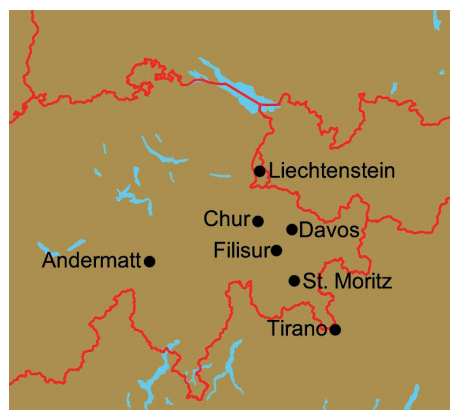 Liechtenstein
Chur
Davos
Filisur
Andermatt
St. Moritz
Tirano